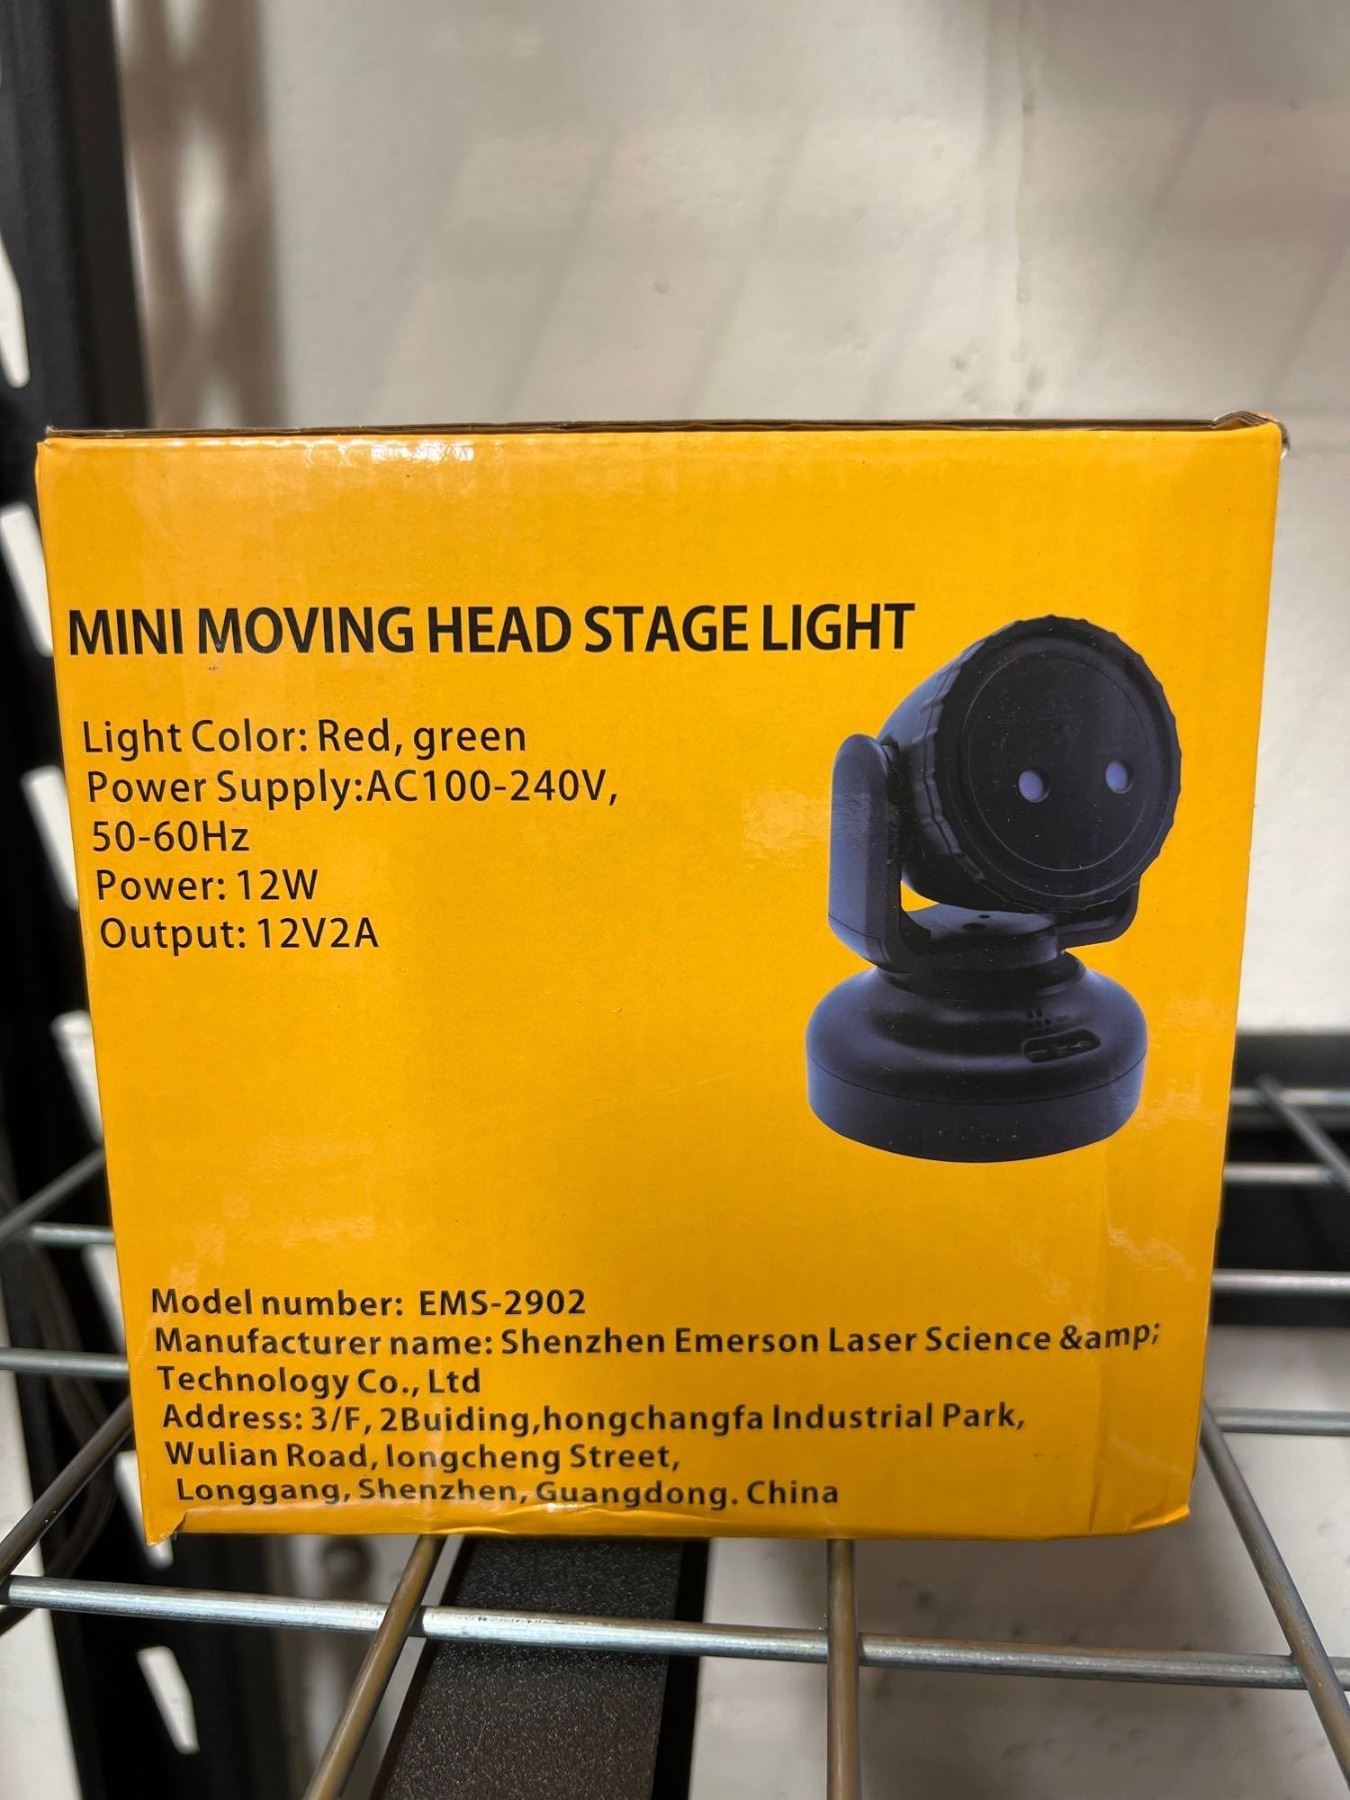 MINI MOVING HEAD STAGE LIGHT
Light Color: Red, green
Power Supply:AC100-240V,
50-60Hz
Power: 12W
Output: 12V2A
Model number: EMS-2902
Manufacturer name: Shenzhen Emerson Laser Science &amp;
Technology Co., Ltd
Address: 3/F, 2Buiding,hongchangfa Industrial Park,
Wulian Road, longcheng Street,
Longgang, Shenzhen, Guangdong. China